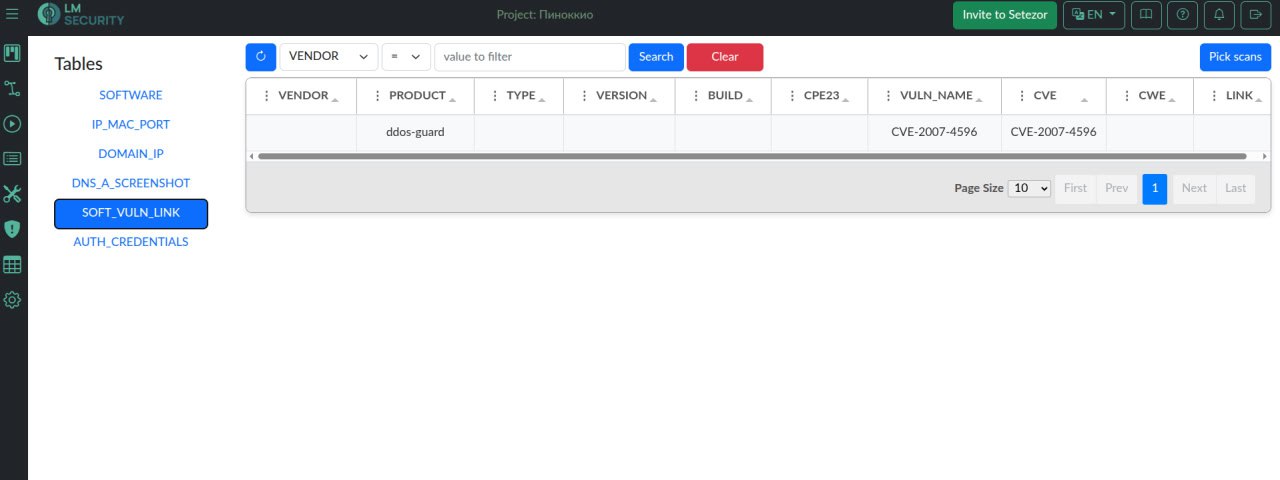 LM
SECURITY
Project: Пиноккио
Invite to Setezor
EN
Tables
SOFTWARE
IP_MAC_PORT
DOMAIN_IP
DNS_A_SCREENSHOT
SOFT_VULN_LINK
AUTH_CREDENTIALS
VENDOR = value to filter Search Clear Pick scans
VENDOR PRODUCT TYPE VERSION BUILD CPE23 VULN_NAME CVE CWE LINK
ddos-guard CVE-2007-4596 CVE-2007-4596
Page Size 10 First Prev 1 Next Last